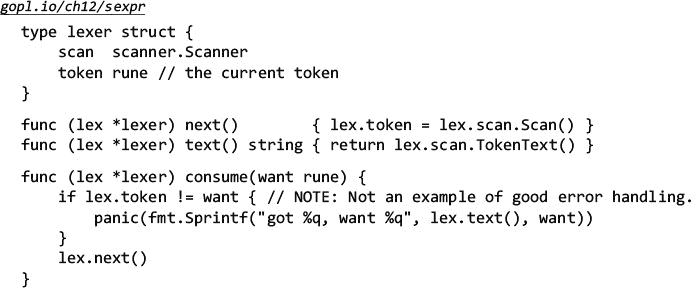 gopl.io/ch12/sexpr
type lexer struct {
    scan  scanner.Scanner
    token rune // the current token
}
func (lex *lexer) next()        { lex.token = lex.scan.Scan() }
func (lex *lexer) text() string { return lex.scan.TokenText() }
func (lex *lexer) consume(want rune) {
    if lex.token != want { // NOTE: Not an example of good error handling.
        panic(fmt.Sprintf("got %q, want %q", lex.text(), want))
    }
    lex.next()
}